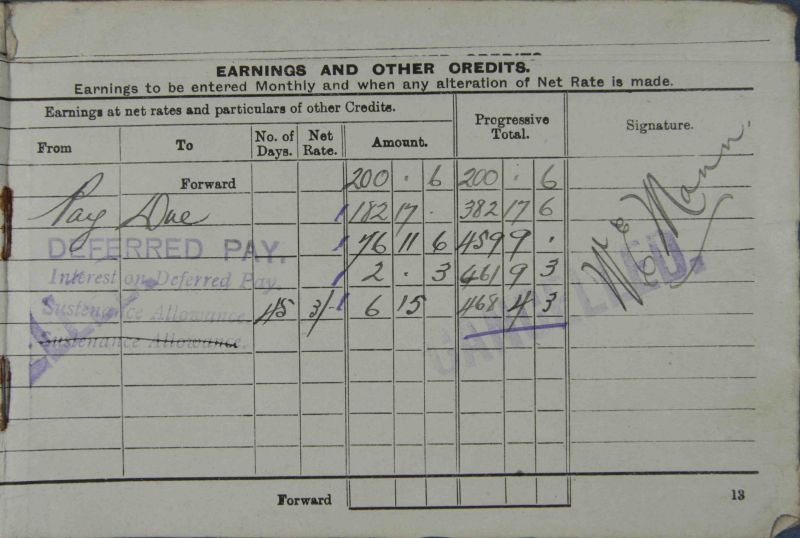 EARNINGS AND OTHER CREDITS.
Earnings to be entered Monthly and when any alteration of Net Rate is made.
Earnings at net rates and particulars of other Credits.
From To No. of Days. Net Rate. Amount. Progressive Total. Signature.
Forward 200 . 6 200 . 6
Pay Due 182 17 . 382 17 6
DEFERRED PAY. 76 11 6 459 9 .
Interest on Deferred Pay. 2 . 3 461 9 3
Sustenance Allowance. 45 3/- 6 15 468 4 3
Sustenance Allowance.
Mann.
CANCELLED.
Forward
13